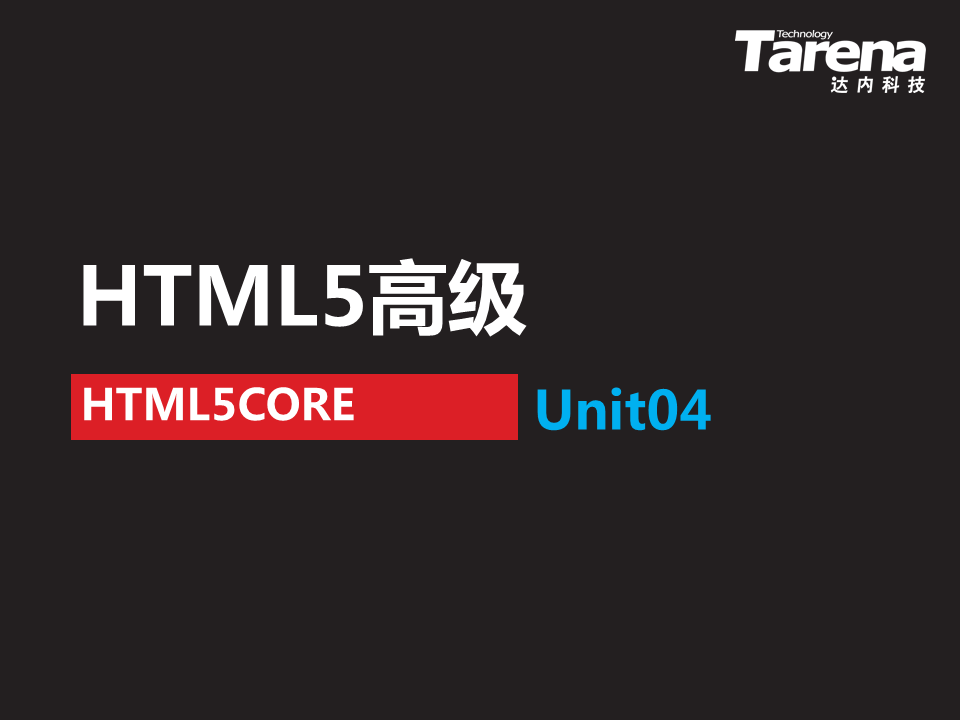 Technology
Tarena
达内科技
HTML5高级
HTML5CORE
Unit04